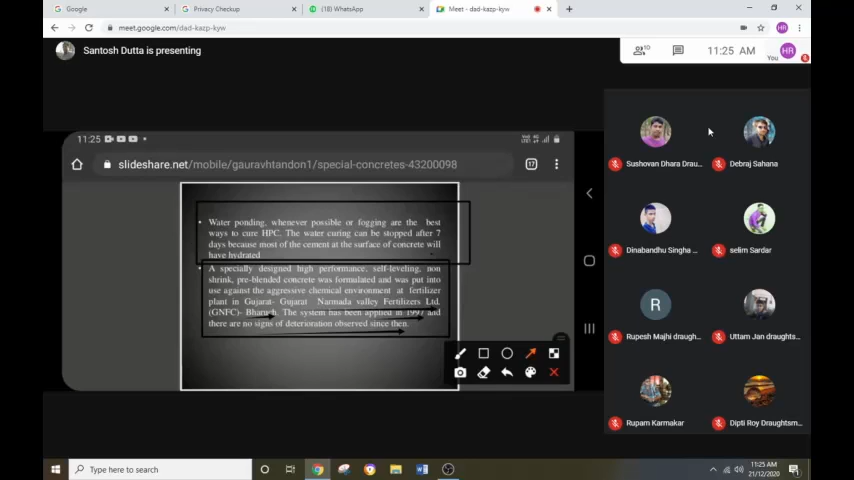 Google
Privacy Checkup
(18) WhatsApp
Meet - dad-kazp-kyw
meet.google.com/dad-kazp-kyw
HR
Santosh Dutta is presenting
10
11:25 AM
You
HR
11:25
slideshare.net/mobile/gauravhtandon1/special-concretes-43200098
17
Water ponding, whenever possible or fogging are the best
ways to cure HPC. The water curing can be stopped after 7
days because most of the cement at the surface of concrete will
have hydrated
A specially designed high performance, self-leveling, non
shrink, pre-blended concrete was formulated and was put into
use against the aggressive chemical environment at fertilizer
plant in Gujarat- Gujarat Narmada valley Fertilizers Ltd.
(GNFC)- Bharuch. The system has been applied in 1997 and
there are no signs of deterioration observed since then.
Sushovan Dhara Drau...
Debraj Sahana
Dinabandhu Singha ...
selim Sardar
R
Rupesh Majhi draugh...
Uttam Jan draughts...
Rupam Karmakar
Dipti Roy Draughtsm...
Type here to search
11:25 AM
21/12/2020